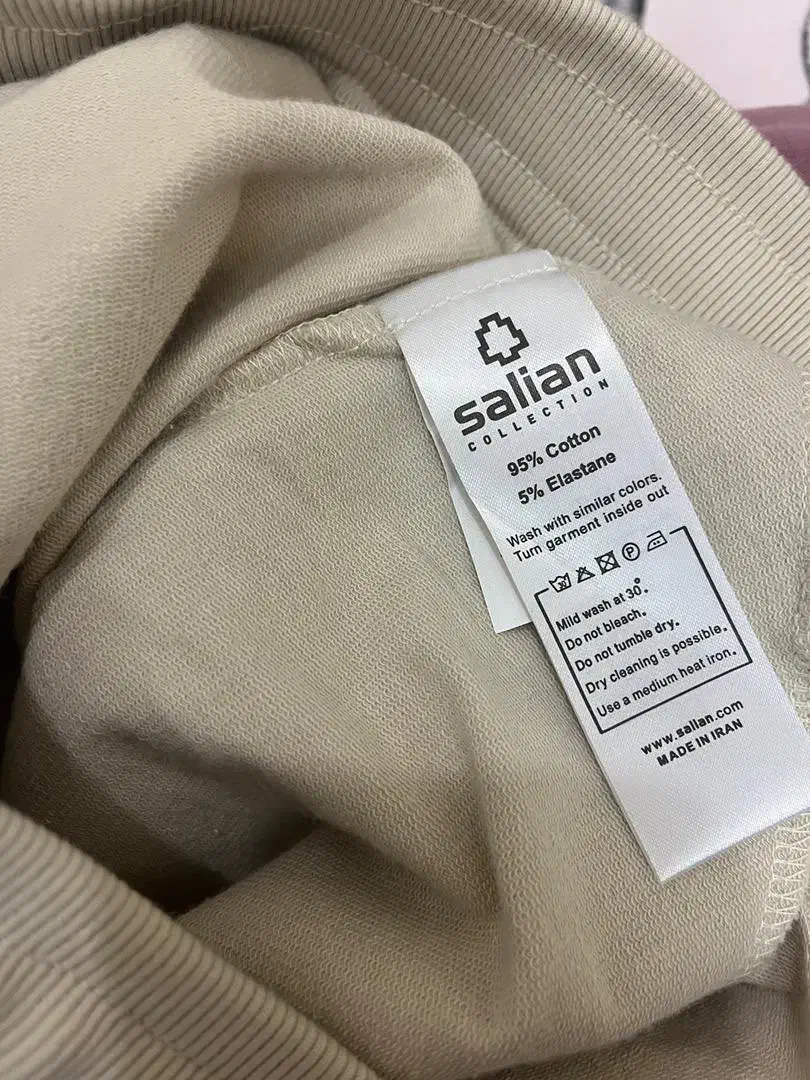 salian
COLLECTION
95% Cotton
5% Elastane
Wash with similar colors.
Turn garment inside out
30 P
Mild wash at 30°.
Do not bleach.
Do not tumble dry.
Dry cleaning is possible.
Use a medium heat iron.
www.salian.com
MADE IN IRAN